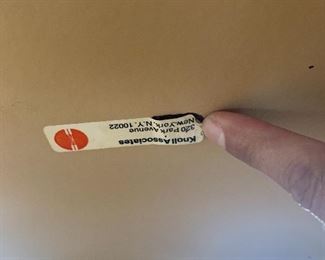 Knoll Associates
320 Park Avenue
New York, N.Y. 10022